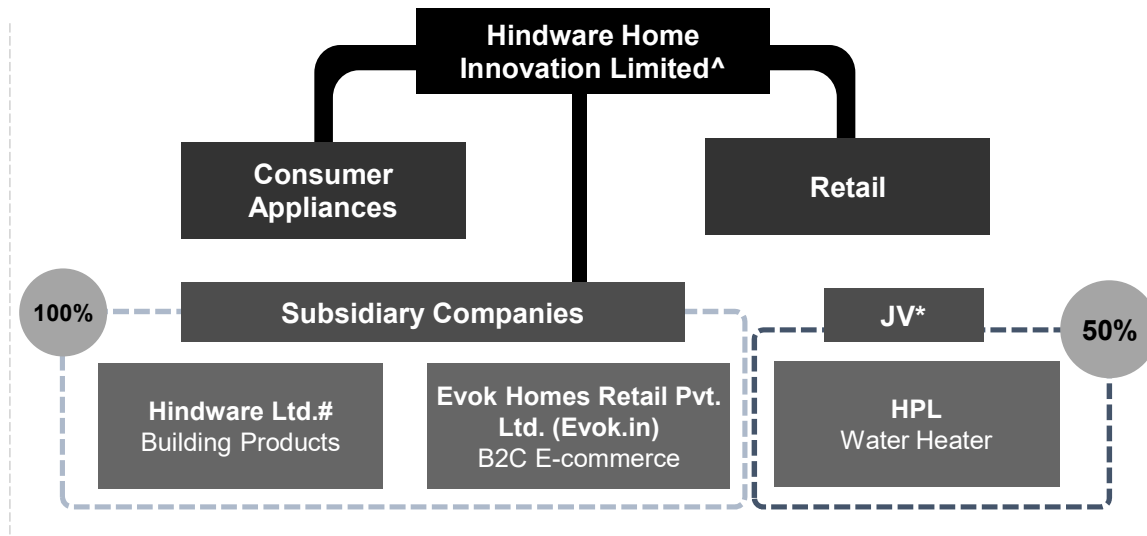 Hindware Home
Innovation Limited^
Consumer
Appliances
Retail
100%
Subsidiary Companies
JV*
50%
Hindware Ltd.#
Building Products
Evok Homes Retail Pvt.
Ltd. (Evok.in)
B2C E-commerce
HPL
Water Heater